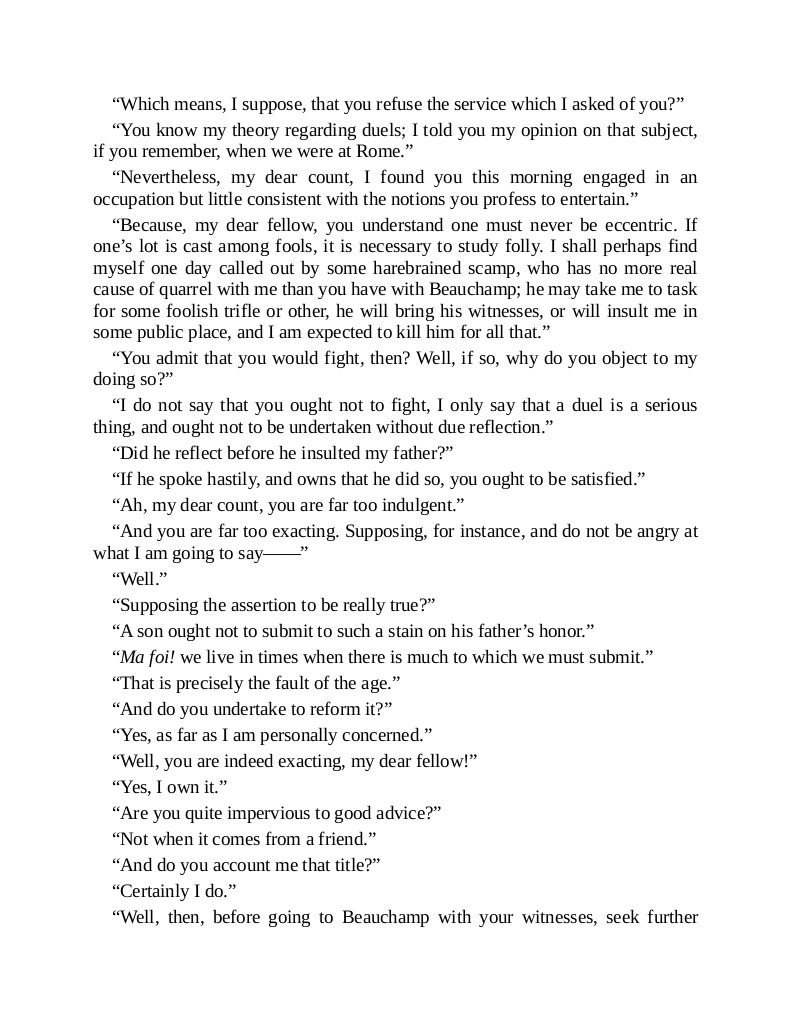 “Which means, I suppose, that you refuse the service which I asked of you?”
“You know my theory regarding duels; I told you my opinion on that subject,
if you remember, when we were at Rome.”
“Nevertheless, my dear count, I found you this morning engaged in an
occupation but little consistent with the notions you profess to entertain.”
“Because, my dear fellow, you understand one must never be eccentric. If
one’s lot is cast among fools, it is necessary to study folly. I shall perhaps find
myself one day called out by some harebrained scamp, who has no more real
cause of quarrel with me than you have with Beauchamp; he may take me to task
for some foolish trifle or other, he will bring his witnesses, or will insult me in
some public place, and I am expected to kill him for all that.”
“You admit that you would fight, then? Well, if so, why do you object to my
doing so?”
“I do not say that you ought not to fight, I only say that a duel is a serious
thing, and ought not to be undertaken without due reflection.”
“Did he reflect before he insulted my father?”
“If he spoke hastily, and owns that he did so, you ought to be satisfied.”
“Ah, my dear count, you are far too indulgent.”
“And you are far too exacting. Supposing, for instance, and do not be angry at
what I am going to say——”
“Well.”
“Supposing the assertion to be really true?”
“A son ought not to submit to such a stain on his father’s honor.”
“Ma foi! we live in times when there is much to which we must submit.”
“That is precisely the fault of the age.”
“And do you undertake to reform it?”
“Yes, as far as I am personally concerned.”
“Well, you are indeed exacting, my dear fellow!”
“Yes, I own it.”
“Are you quite impervious to good advice?”
“Not when it comes from a friend.”
“And do you account me that title?”
“Certainly I do.”
“Well, then, before going to Beauchamp with your witnesses, seek further